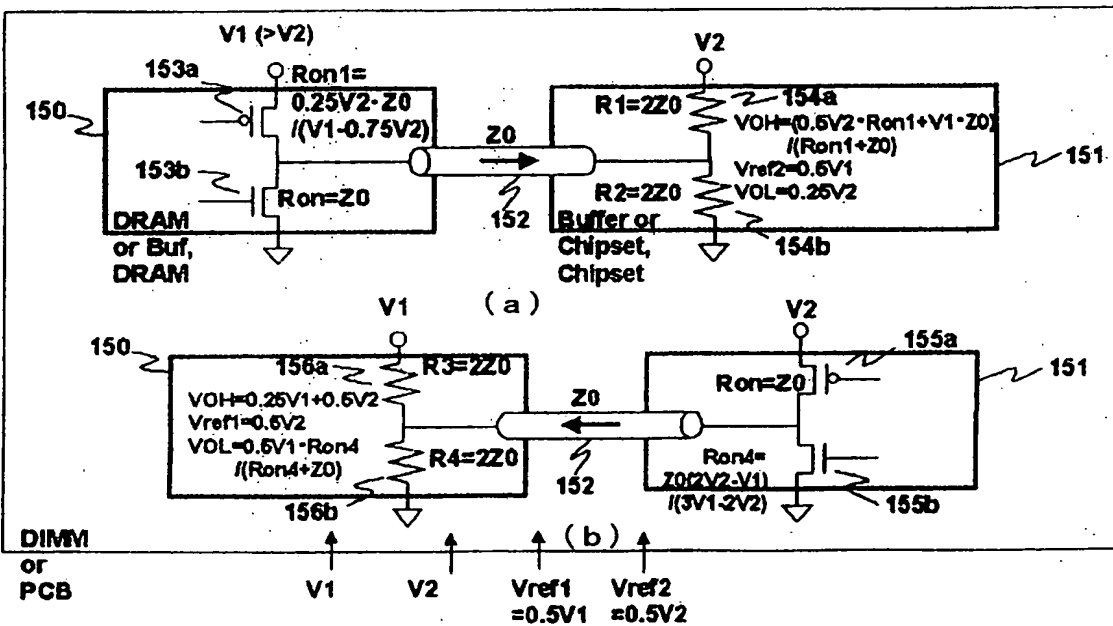 V1 (>V2)
153a
Ron1=
0.25V2·Z0
/(V1-0.75V2)
150
153b
Ron=Z0
DRAM
or Buf,
DRAM
Z0
152
V2
R1=2Z0
154a
VOH=(0.5V2·Ron1+V1·Z0)
/(Ron1+Z0)
Vref2=0.5V1
VOL=0.25V2
R2=2Z0
151
154b
Buffer or
Chipset,
Chipset
(a)
V1
150
156a
R3=2Z0
VOH=0.25V1+0.5V2
Vref1=0.5V2
VOL=0.5V1·Ron4
/(Ron4+Z0)
R4=2Z0
156b
Z0
152
V2
155a
Ron=Z0
151
Ron4=
Z0(2V2-V1)
/(3V1-2V2)
155b
(b)
DIMM
or
PCB
V1
V2
Vref1
=0.5V1
Vref2
=0.5V2